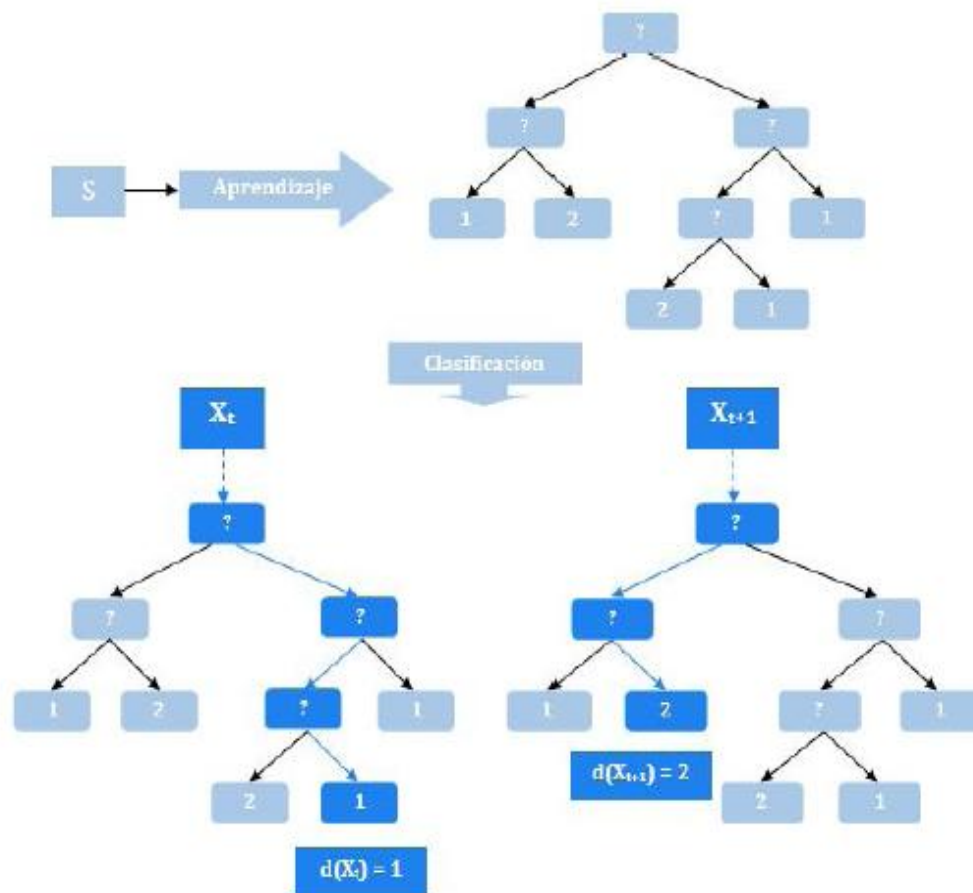 ?
? ?
S Aprendizaje
1 2 ? 1
2 1
Clasificación
Xt Xt+1
? ?
? ? ? ?
1 2 ? 1 1 2 ? 1
d(Xt+1) = 2
2 1 2 1
d(Xt) = 1